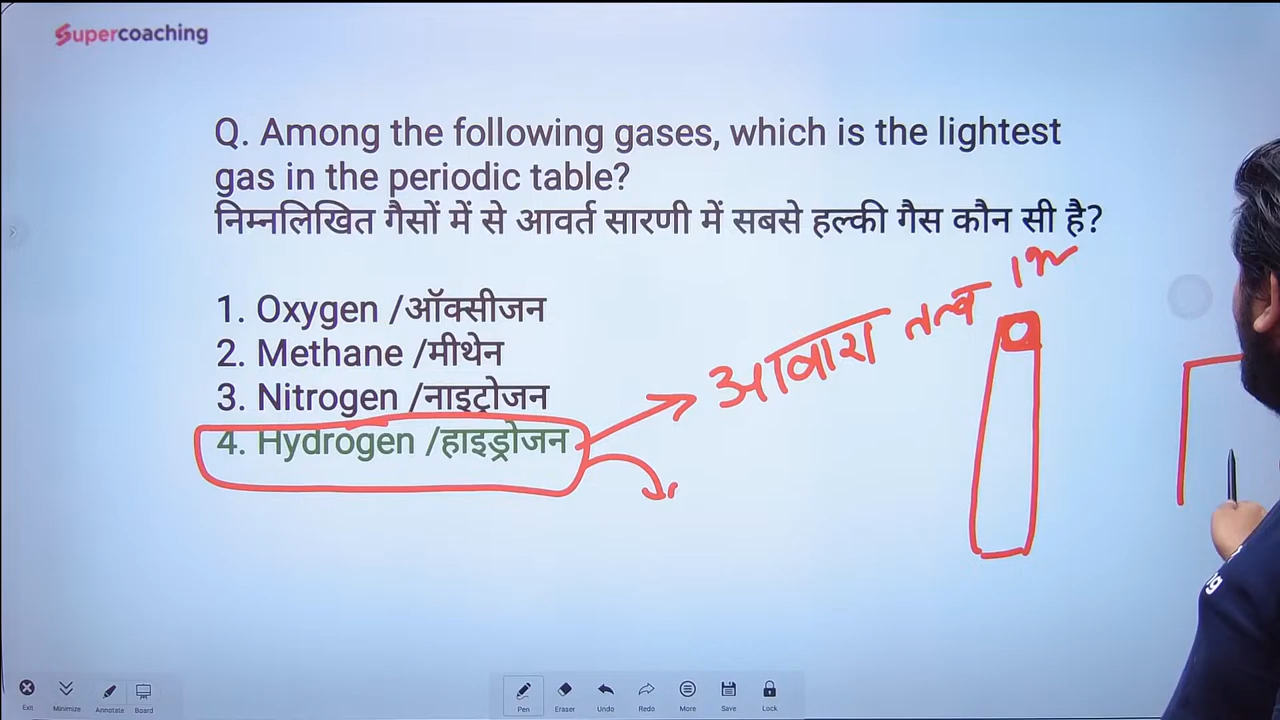 Supercoaching
Q. Among the following gases, which is the lightest
gas in the periodic table?
निम्नलिखित गैसों में से आवर्त सारणी में सबसे हल्की गैस कौन सी है?
1. Oxygen /ऑक्सीजन
2. Methane /मीथेन
3. Nitrogen /नाइट्रोजन
4. Hydrogen /हाइड्रोजन
आवारा तत्व
Exit
Minimize
Annotate
Board
Pen
Eraser
Undo
Redo
More
Save
Lock